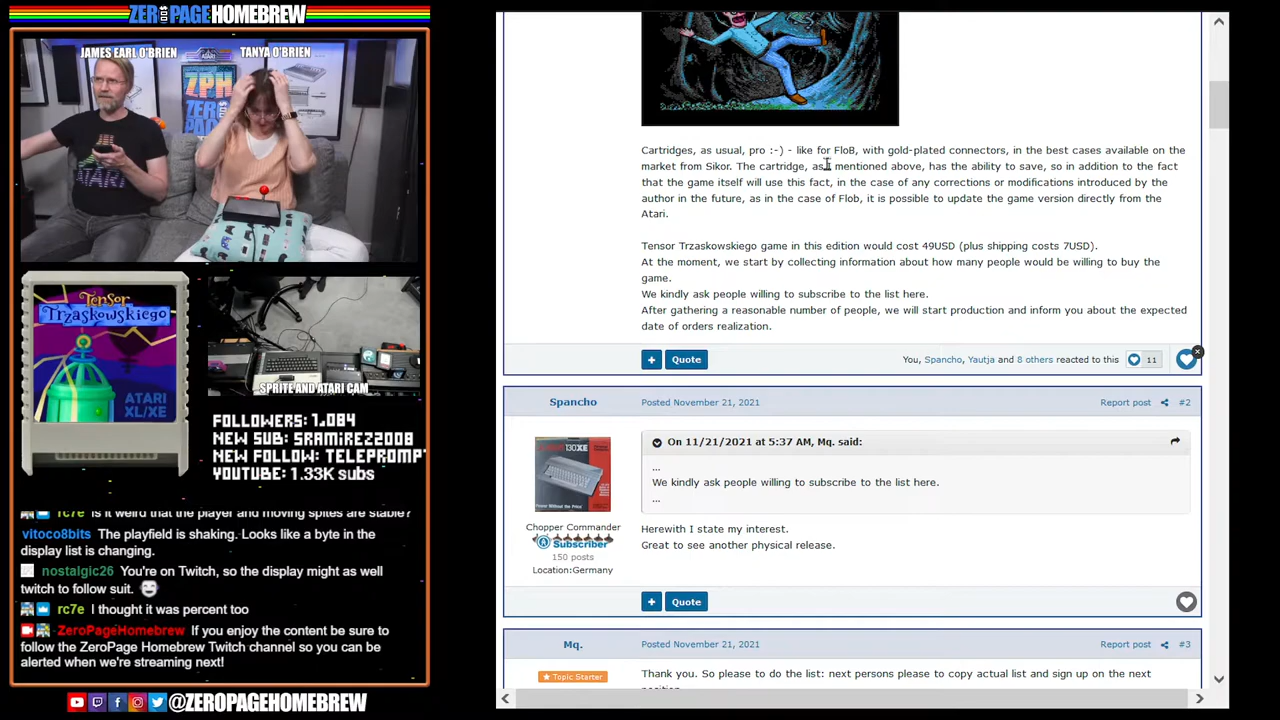 ZERO PAGE HOMEBREW
JAMES EARL O'BRIEN
TANYA O'BRIEN
ZPH
ATARI
Tensor
Trzaskowskiego
ATARI
XL/XE
SPRITE AND ATARI CAM
FOLLOWERS: 1.084
NEW SUB: SRAMIREZ2008
NEW FOLLOW: TELEPROMPT
YOUTUBE: 1.33K subs
rc7e Is it weird that the player and moving sprites are stable?
vitoco8bits The playfield is shaking. Looks like a byte in the
display list is changing.
nostalgic26 You're on Twitch, so the display might as well
twitch to follow suit.
rc7e I thought it was percent too
ZeroPageHomebrew If you enjoy the content be sure to
follow the ZeroPage Homebrew Twitch channel so you can be
alerted when we're streaming next!
@ZEROPAGEHOMEBREW
Cartridges, as usual, pro :-) - like for FloB, with gold-plated connectors, in the best cases available on the
market from Sikor. The cartridge, as mentioned above, has the ability to save, so in addition to the fact
that the game itself will use this fact, in the case of any corrections or modifications introduced by the
author in the future, as in the case of Flob, it is possible to update the game version directly from the
Atari.
Tensor Trzaskowskiego game in this edition would cost 49USD (plus shipping costs 7USD).
At the moment, we start by collecting information about how many people would be willing to buy the
game.
We kindly ask people willing to subscribe to the list here.
After gathering a reasonable number of people, we will start production and inform you about the expected
date of orders realization.
+ Quote
You, Spancho, Yautja and 8 others reacted to this 11
Spancho
Posted November 21, 2021
Report post #2
On 11/21/2021 at 5:37 AM, Mq. said:
...
We kindly ask people willing to subscribe to the list here.
...
130XE
Chopper Commander
Subscriber
150 posts
Location:Germany
Herewith I state my interest.
Great to see another physical release.
+ Quote
Mq.
Posted November 21, 2021
Report post #3
Topic Starter
Thank you. So please to do the list: next persons please to copy actual list and sign up on the next
position.